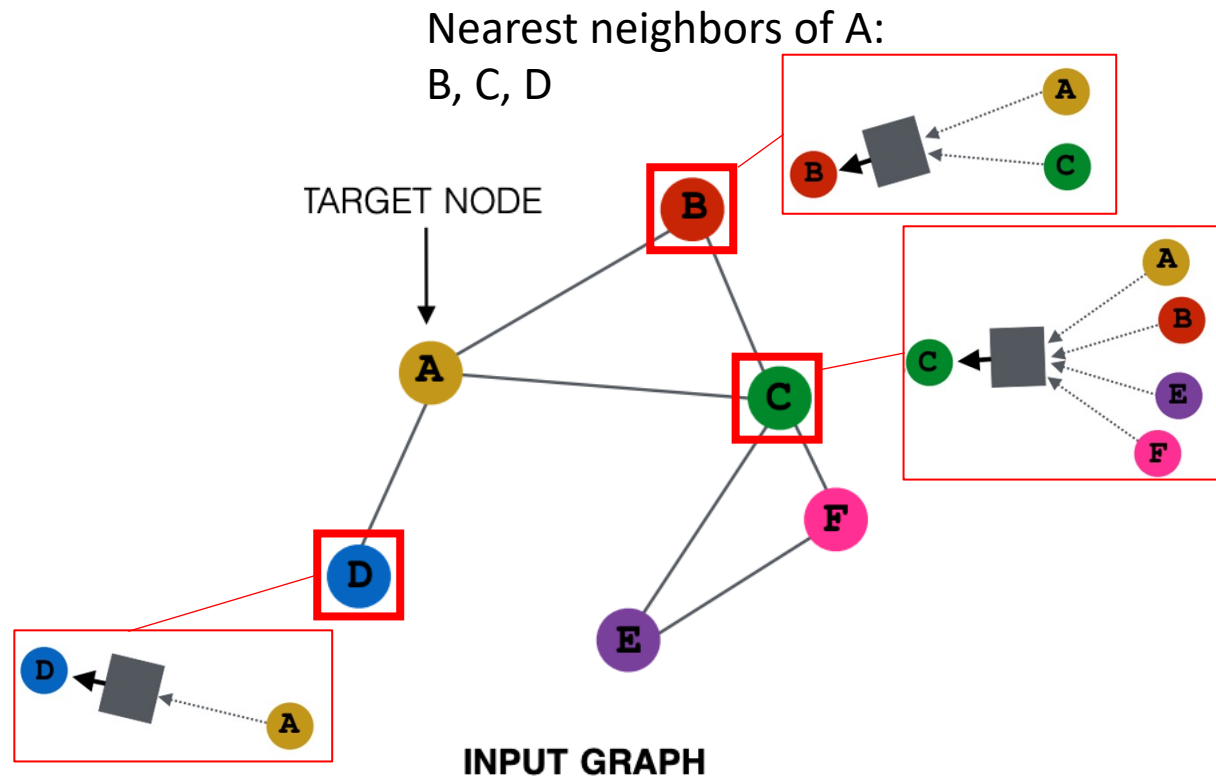 Nearest neighbors of A:
B, C, D
A
B
C
TARGET NODE
B
A
B
C
E
F
A
C
F
D
E
D
A
INPUT GRAPH